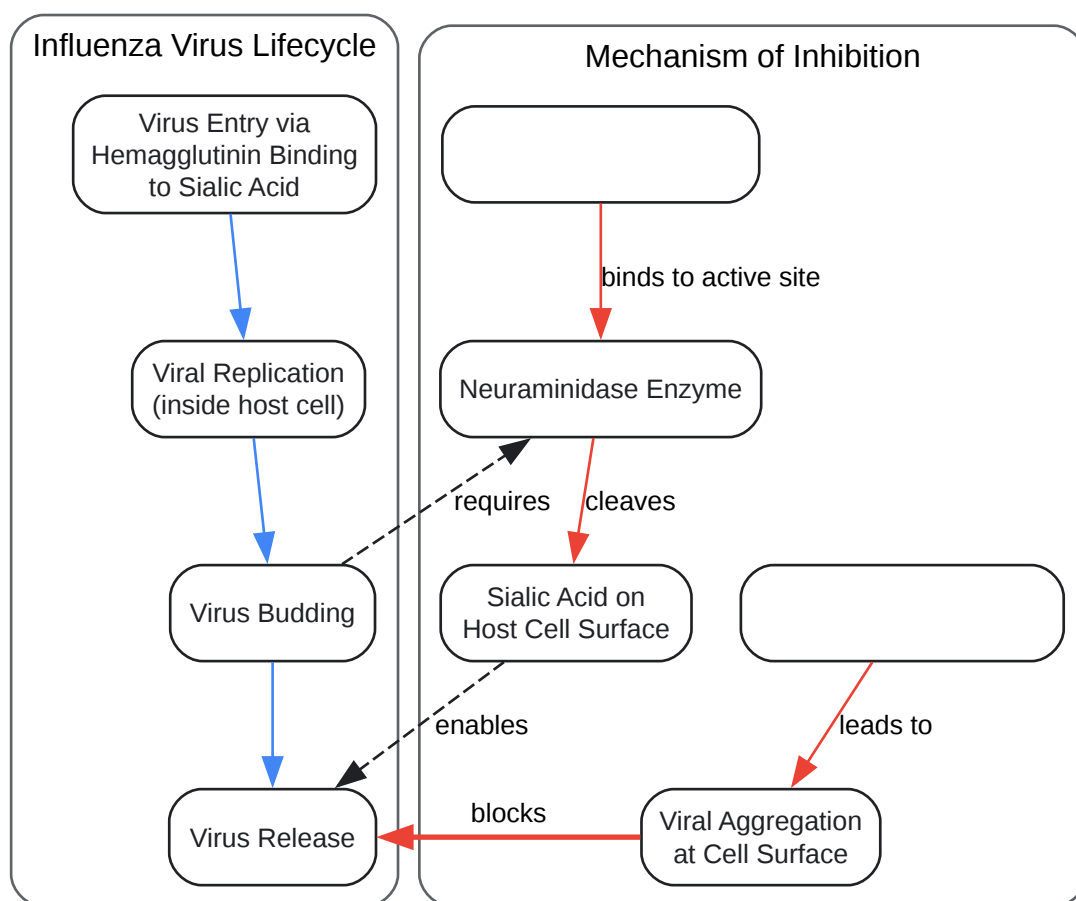 Influenza Virus Lifecycle
Virus Entry via
Hemagglutinin Binding
to Sialic Acid
Viral Replication
(inside host cell)
Virus Budding
Virus Release
Mechanism of Inhibition
binds to active site
Neuraminidase Enzyme
requires
cleaves
Sialic Acid on
Host Cell Surface
enables
leads to
blocks
Viral Aggregation
at Cell Surface